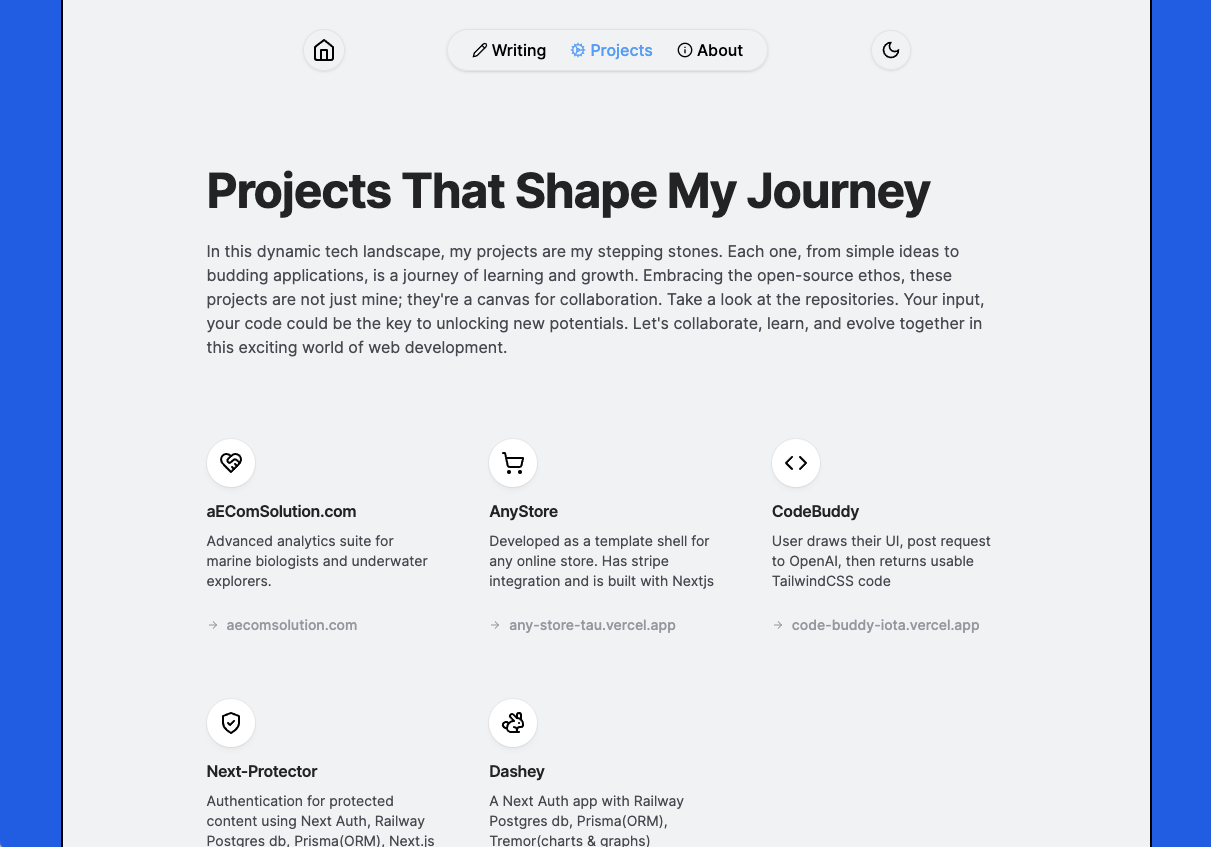 Writing Projects About
Projects That Shape My Journey
In this dynamic tech landscape, my projects are my stepping stones. Each one, from simple ideas to
budding applications, is a journey of learning and growth. Embracing the open-source ethos, these
projects are not just mine; they're a canvas for collaboration. Take a look at the repositories. Your input,
your code could be the key to unlocking new potentials. Let's collaborate, learn, and evolve together in
this exciting world of web development.
aEComSolution.com
Advanced analytics suite for
marine biologists and underwater
explorers.
aecomsolution.com
AnyStore
Developed as a template shell for
any online store. Has stripe
integration and is built with Nextjs
any-store-tau.vercel.app
CodeBuddy
User draws their UI, post request
to OpenAI, then returns usable
TailwindCSS code
code-buddy-iota.vercel.app
Next-Protector
Authentication for protected
content using Next Auth, Railway
Postgres db, Prisma(ORM), Next.js
Dashey
A Next Auth app with Railway
Postgres db, Prisma(ORM),
Tremor(charts & graphs)